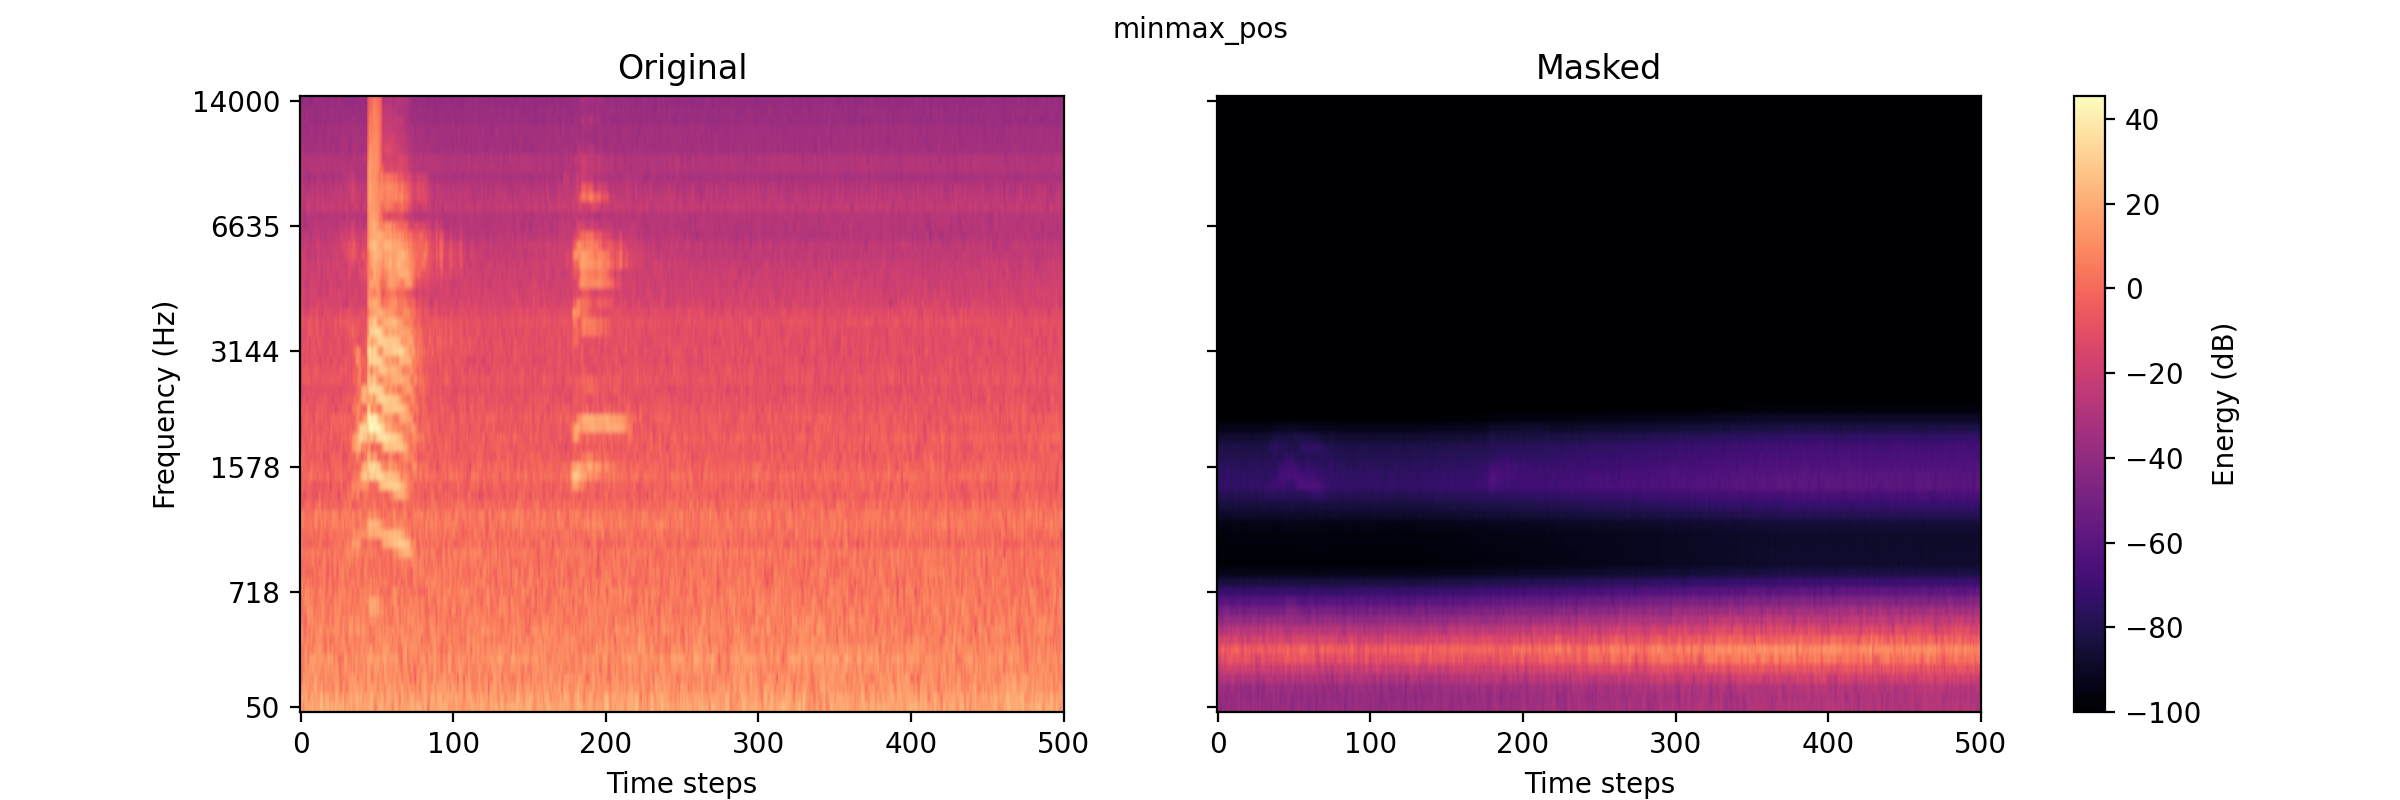 minmax_pos
Original
Masked
Frequency (Hz)
14000
6635
3144
1578
718
50
0 100 200 300 400 500
Time steps
0 100 200 300 400 500
Time steps
40
20
0
−20
−40
−60
−80
−100
Energy (dB)